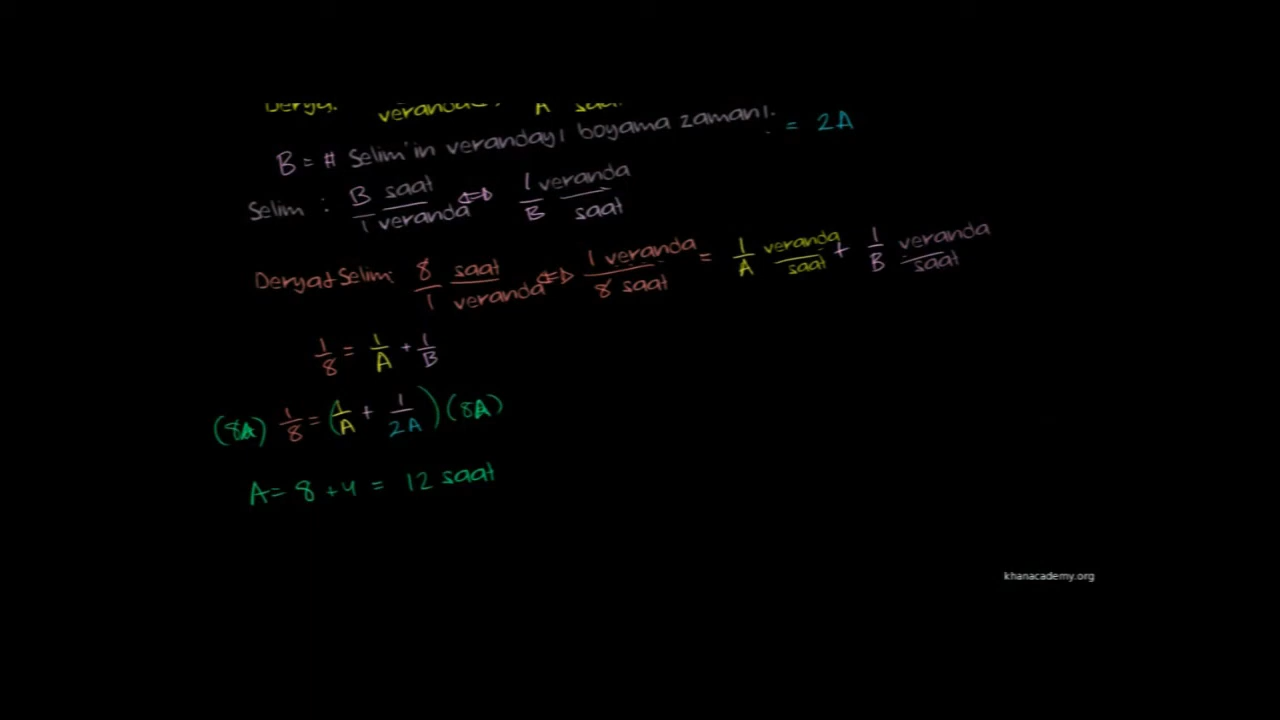 A
B = # Selim'in verandayı boyama zamanı. = 2A
Selim : B saat / 1 veranda ⇔ 1 veranda / B saat
Derya+Selim: 8 saat / 1 veranda ⇔ 1 veranda / 8 saat = 1/A veranda/saat + 1/B veranda/saat
1/8 = 1/A + 1/B
(8A) 1/8 = (1/A + 1/2A) (8A)
A = 8 + 4 = 12 saat
khanacademy.org